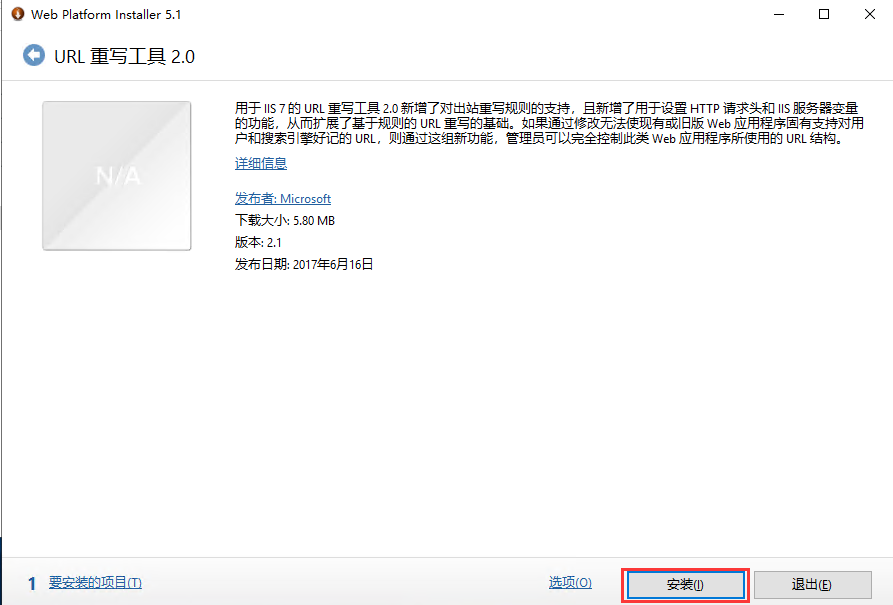 Web Platform Installer 5.1
URL 重写工具 2.0
N/A
用于 IIS 7 的 URL 重写工具 2.0 新增了对出站重写规则的支持，且新增了用于设置 HTTP 请求头和 IIS 服务器变量
的功能，从而扩展了基于规则的 URL 重写的基础。如果通过修改无法使现有或旧版 Web 应用程序固有支持对用
户和搜索引擎好记的 URL，则通过这组新功能，管理员可以完全控制此类 Web 应用程序所使用的 URL 结构。
详细信息
发布者: Microsoft
下载大小: 5.80 MB
版本: 2.1
发布日期: 2017年6月16日
1 要安装的项目(T) 选项(O) 安装(I) 退出(E)